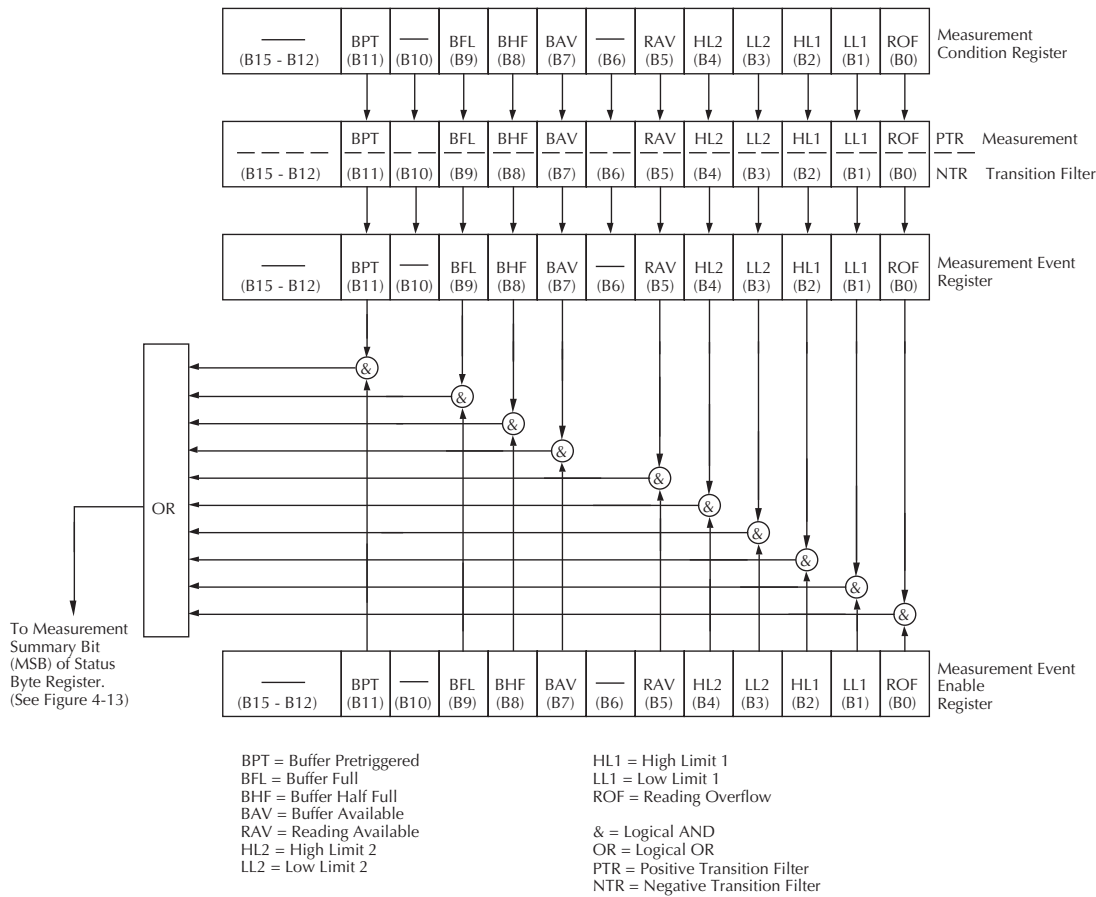 BPT BFL BHF BAV RAV HL2 LL2 HL1 LL1 ROF
(B15 - B12) (B11) (B10) (B9) (B8) (B7) (B6) (B5) (B4) (B3) (B2) (B1) (B0)
Measurement
Condition Register
BPT BFL BHF BAV RAV HL2 LL2 HL1 LL1 ROF PTR Measurement
(B15 - B12) (B11) (B10) (B9) (B8) (B7) (B6) (B5) (B4) (B3) (B2) (B1) (B0) NTR Transition Filter
BPT BFL BHF BAV RAV HL2 LL2 HL1 LL1 ROF
(B15 - B12) (B11) (B10) (B9) (B8) (B7) (B6) (B5) (B4) (B3) (B2) (B1) (B0)
Measurement Event
Register
&
&
&
&
&
&
&
&
&
&
OR
To Measurement
Summary Bit
(MSB) of Status
Byte Register.
(See Figure 4-13)
BPT BFL BHF BAV RAV HL2 LL2 HL1 LL1 ROF
(B15 - B12) (B11) (B10) (B9) (B8) (B7) (B6) (B5) (B4) (B3) (B2) (B1) (B0)
Measurement Event
Enable
Register
BPT = Buffer Pretriggered
BFL = Buffer Full
BHF = Buffer Half Full
BAV = Buffer Available
RAV = Reading Available
HL2 = High Limit 2
LL2 = Low Limit 2
HL1 = High Limit 1
LL1 = Low Limit 1
ROF = Reading Overflow
& = Logical AND
OR = Logical OR
PTR = Positive Transition Filter
NTR = Negative Transition Filter